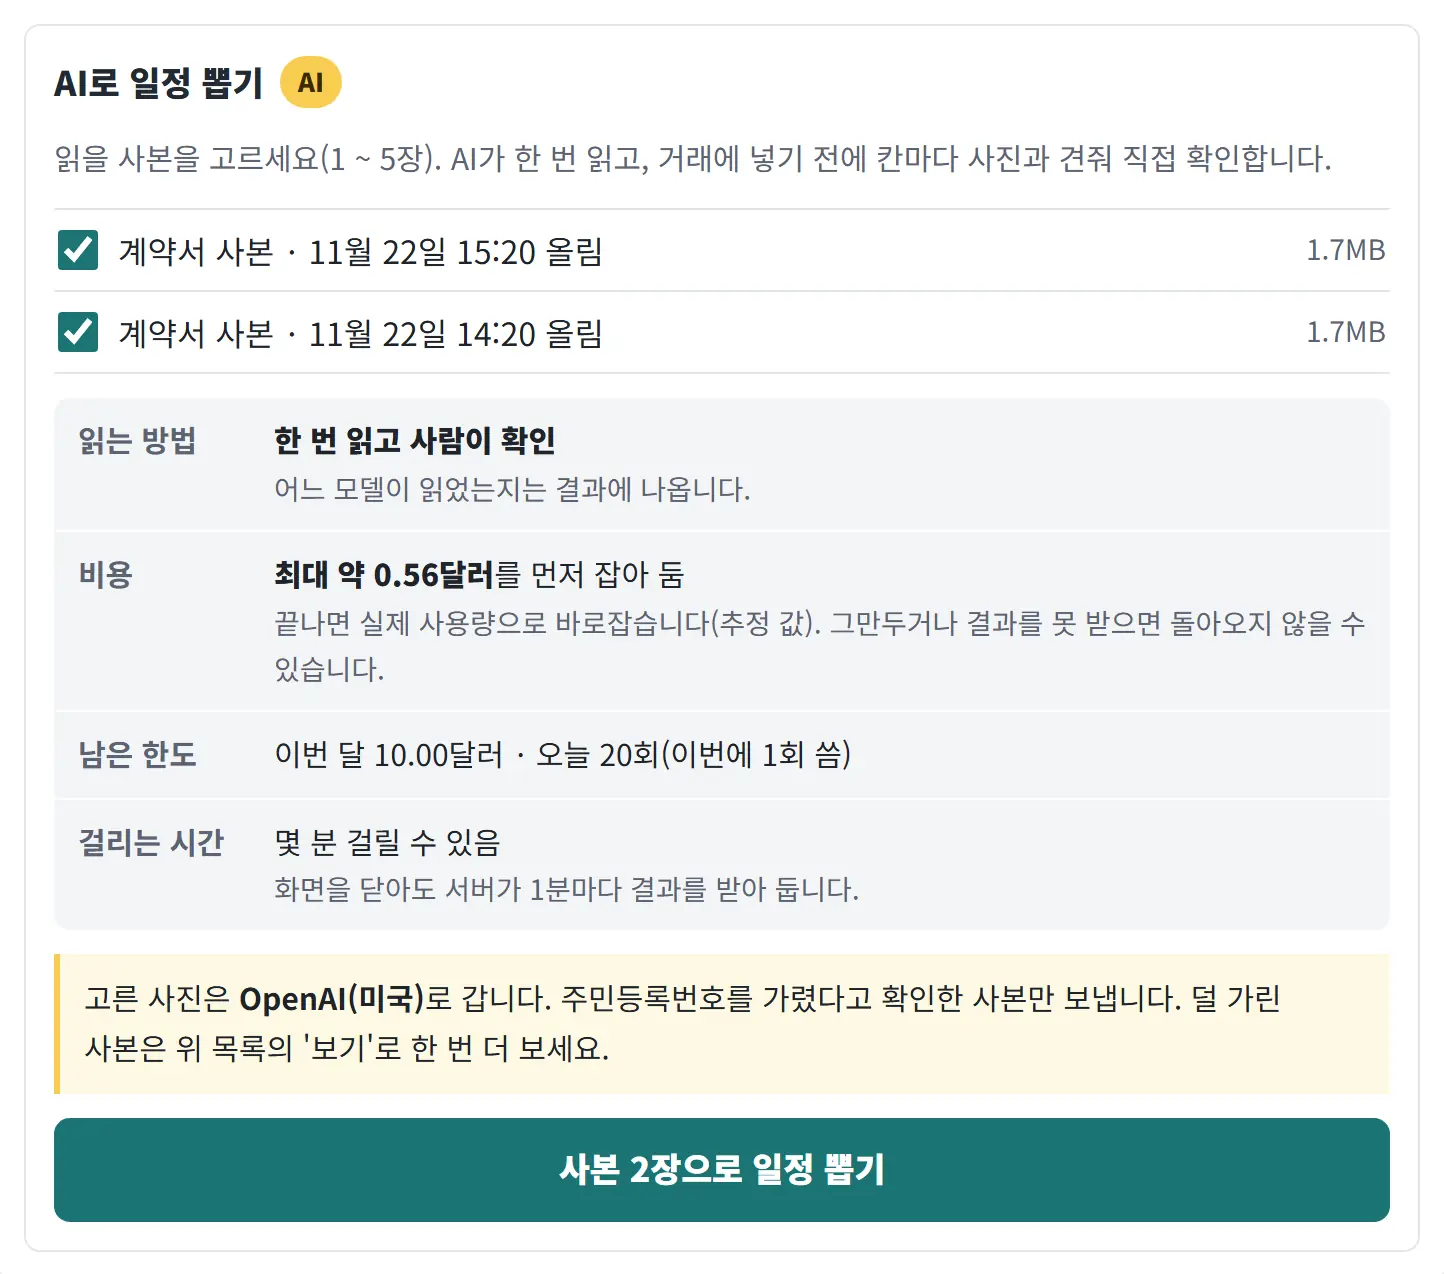 AI로 일정 뽑기 AI
읽을 사본을 고르세요(1 ~ 5장). AI가 한 번 읽고, 거래에 넣기 전에 칸마다 사진과 견줘 직접 확인합니다.
계약서 사본 · 11월 22일 15:20 올림 1.7MB
계약서 사본 · 11월 22일 14:20 올림 1.7MB
읽는 방법 한 번 읽고 사람이 확인
어느 모델이 읽었는지는 결과에 나옵니다.
비용 최대 약 0.56달러를 먼저 잡아 둠
끝나면 실제 사용량으로 바로잡습니다(추정 값). 그만두거나 결과를 못 받으면 돌아오지 않을 수
있습니다.
남은 한도 이번 달 10.00달러 · 오늘 20회(이번에 1회 씀)
걸리는 시간 몇 분 걸릴 수 있음
화면을 닫아도 서버가 1분마다 결과를 받아 둡니다.
고른 사진은 OpenAI(미국)로 갑니다. 주민등록번호를 가렸다고 확인한 사본만 보냅니다. 덜 가린
사본은 위 목록의 '보기'로 한 번 더 보세요.
사본 2장으로 일정 뽑기